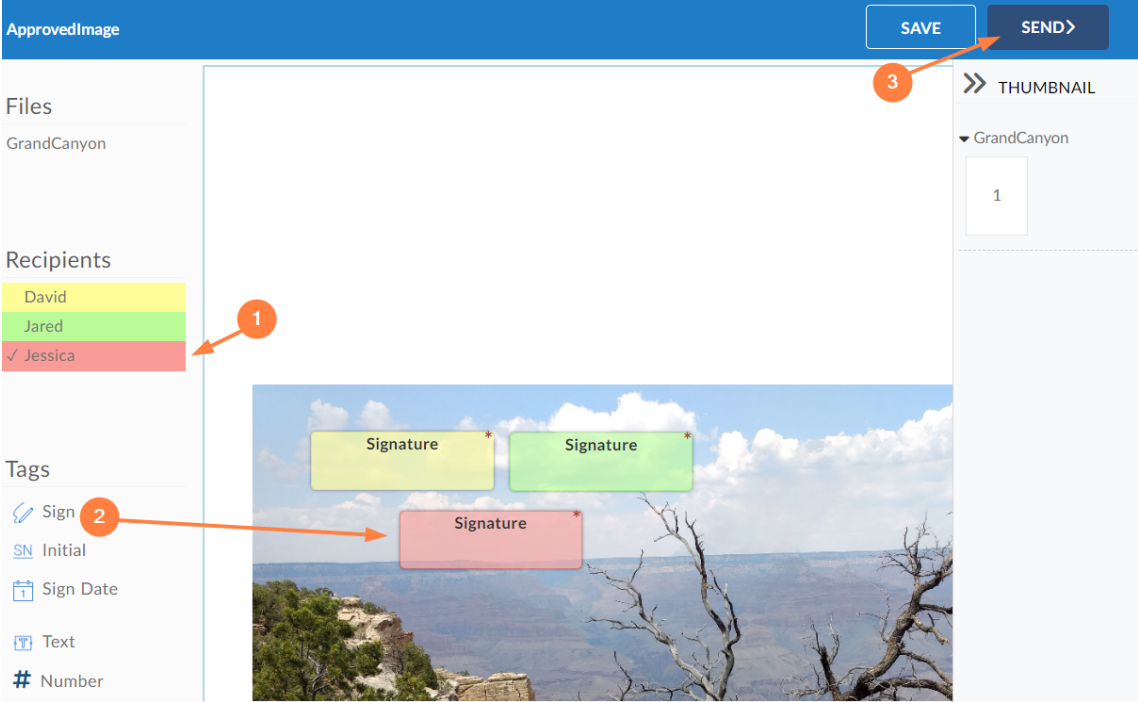 ApprovedImage
SAVE
SEND
3
THUMBNAIL
Files
GrandCanyon
GrandCanyon
1
Recipients
David
Jared
✓ Jessica
1
Signature *
Signature *
Signature *
Tags
Sign
2
SN Initial
1 Sign Date
T Text
# Number